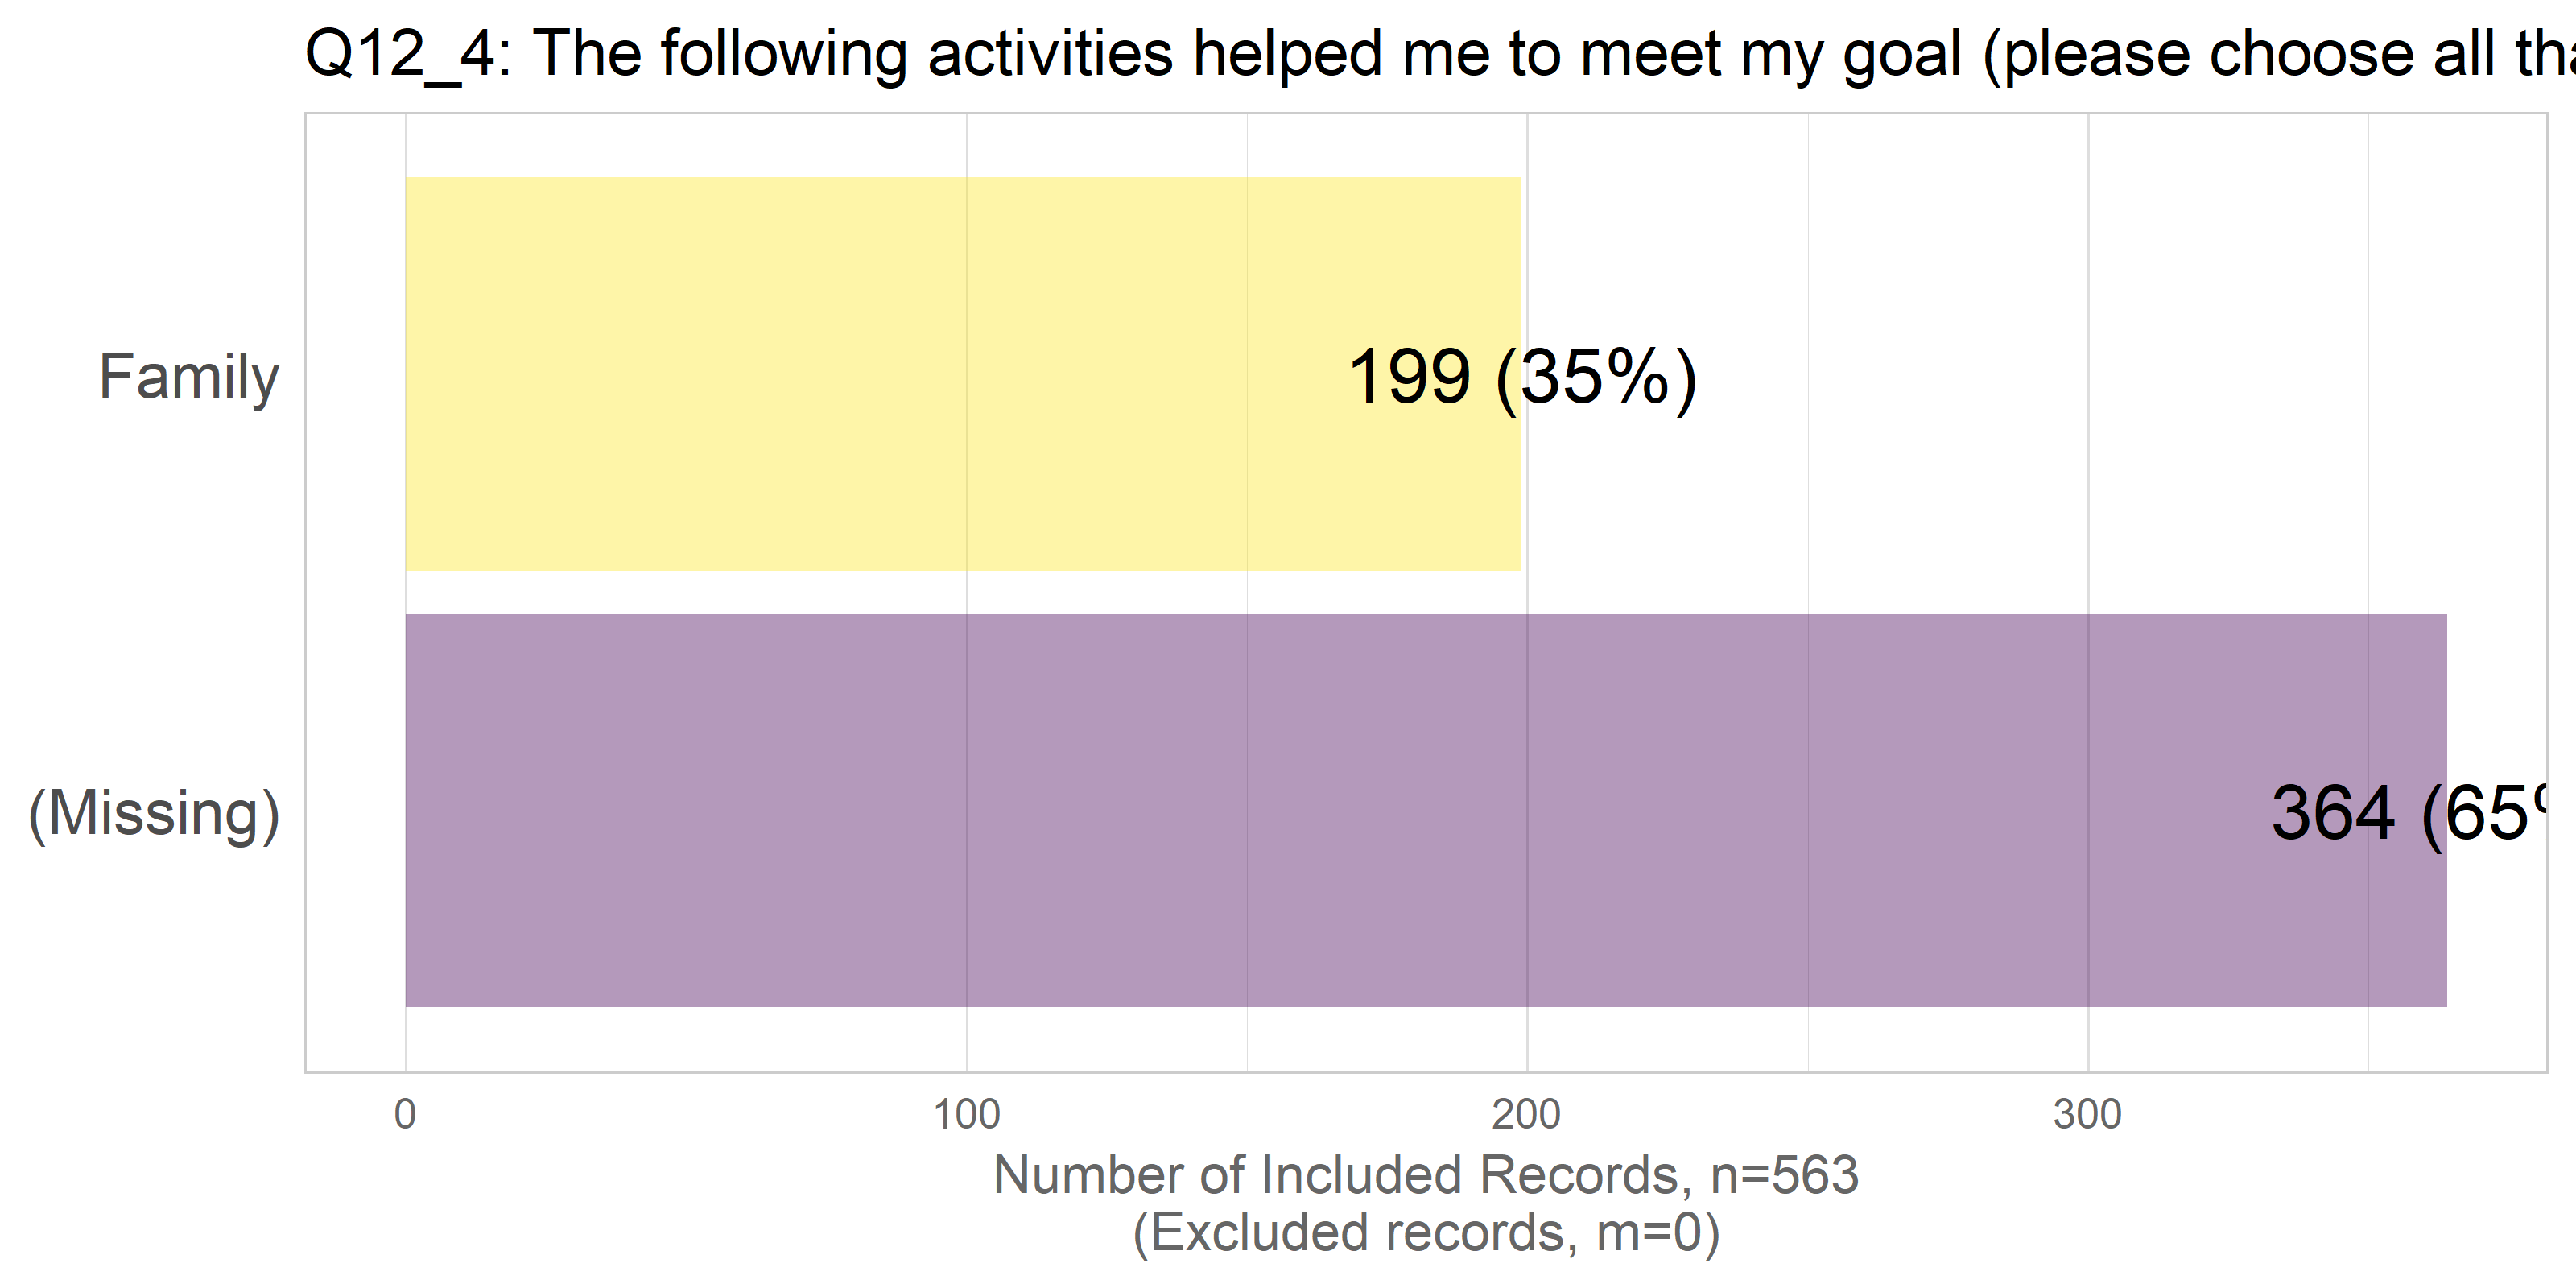 Q12_4: The following activities helped me to meet my goal (please choose all
Family
199 (35%)
(Missing)
364 (65
0
100
200
300
Number of Included Records, n=563
(Excluded records, m=0)